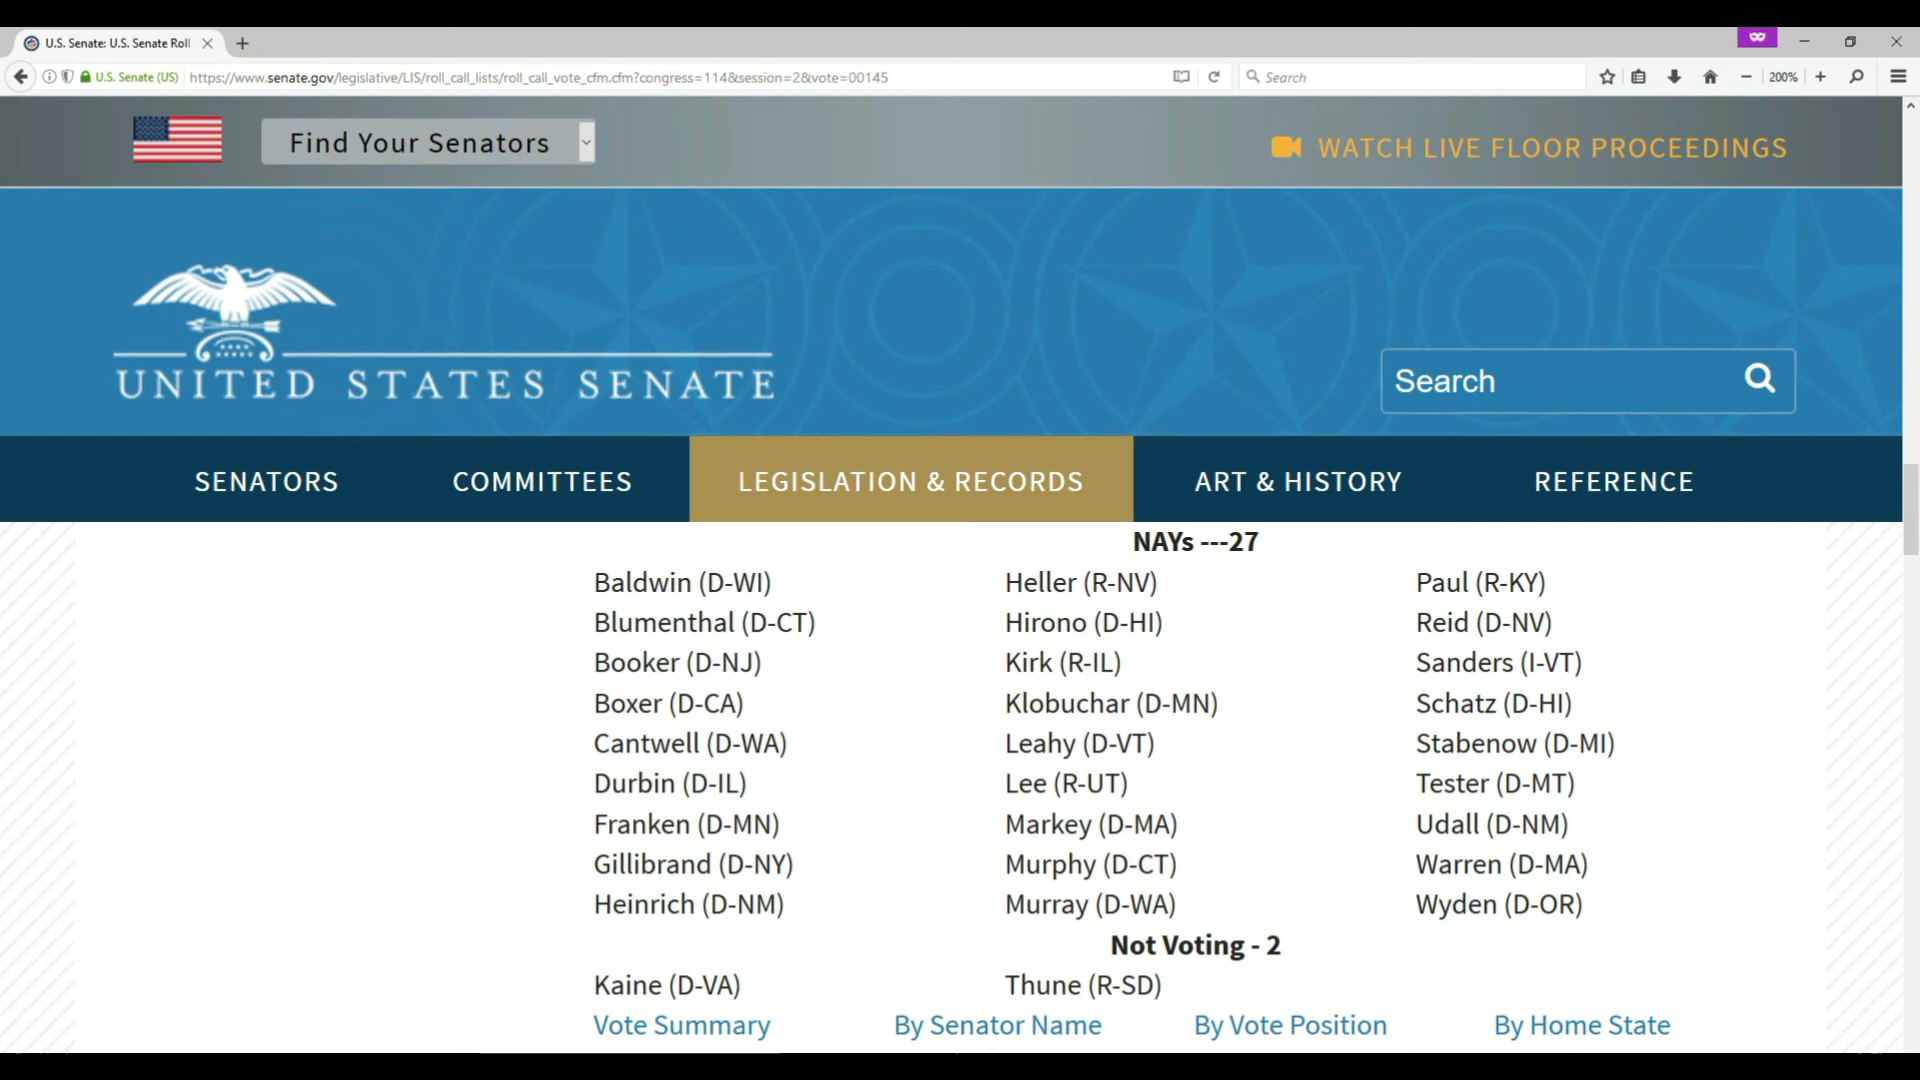 U.S. Senate: U.S. Senate Roll
U.S. Senate (US) https://www.senate.gov/legislative/LIS/roll_call_lists/roll_call_vote_cfm.cfm?congress=114&session=2&vote=00145 Search 200%
Find Your Senators WATCH LIVE FLOOR PROCEEDINGS
UNITED STATES SENATE Search
SENATORS COMMITTEES LEGISLATION & RECORDS ART & HISTORY REFERENCE
NAYs ---27
Baldwin (D-WI) Heller (R-NV) Paul (R-KY)
Blumenthal (D-CT) Hirono (D-HI) Reid (D-NV)
Booker (D-NJ) Kirk (R-IL) Sanders (I-VT)
Boxer (D-CA) Klobuchar (D-MN) Schatz (D-HI)
Cantwell (D-WA) Leahy (D-VT) Stabenow (D-MI)
Durbin (D-IL) Lee (R-UT) Tester (D-MT)
Franken (D-MN) Markey (D-MA) Udall (D-NM)
Gillibrand (D-NY) Murphy (D-CT) Warren (D-MA)
Heinrich (D-NM) Murray (D-WA) Wyden (D-OR)
Not Voting - 2
Kaine (D-VA) Thune (R-SD)
Vote Summary By Senator Name By Vote Position By Home State